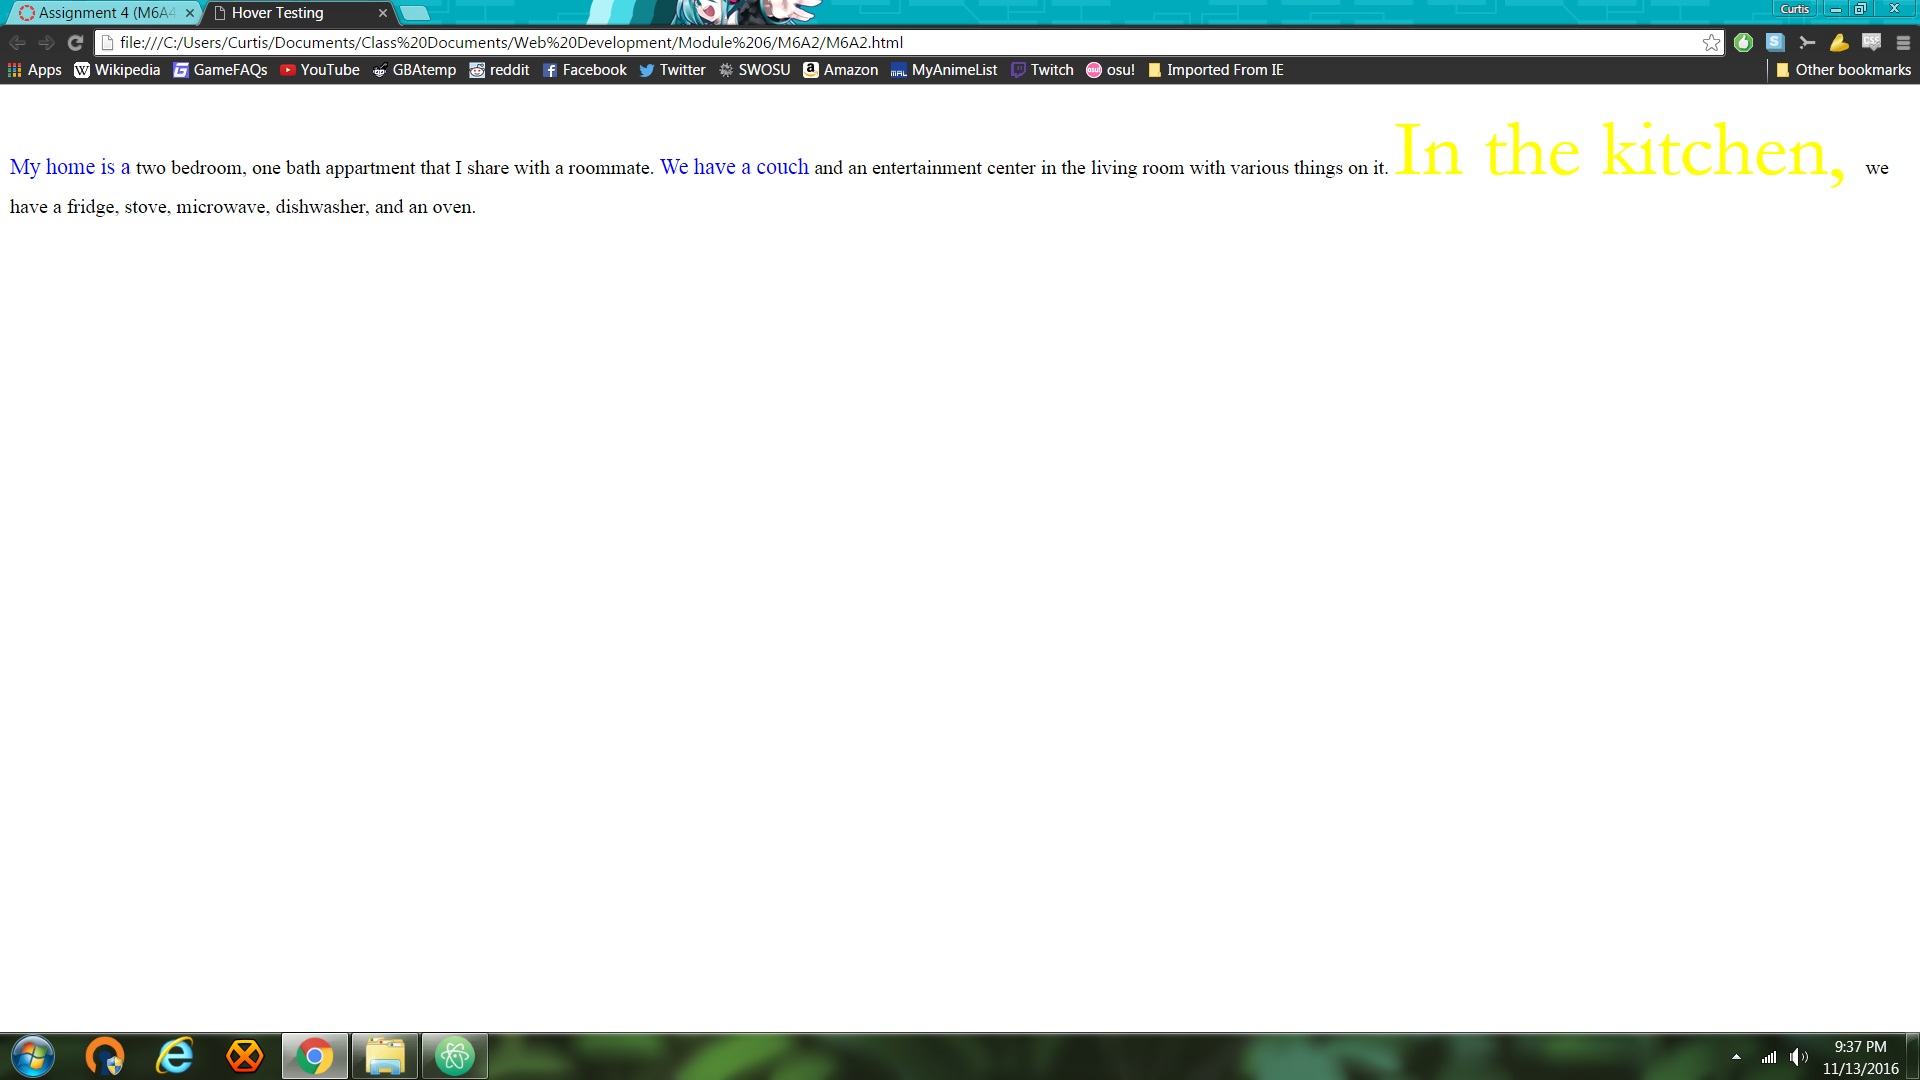 Assignment 4 (M6A4
Hover Testing
Curtis
file:///C:/Users/Curtis/Documents/Class%20Documents/Web%20Development/Module%206/M6A2/M6A2.html
Apps Wikipedia GameFAQs YouTube GBAtemp reddit Facebook Twitter SWOSU Amazon MyAnimeList Twitch osu! Imported From IE Other bookmarks
My home is a two bedroom, one bath appartment that I share with a roommate. We have a couch and an entertainment center in the living room with various things on it. In the kitchen, we
have a fridge, stove, microwave, dishwasher, and an oven.
9:37 PM
11/13/2016